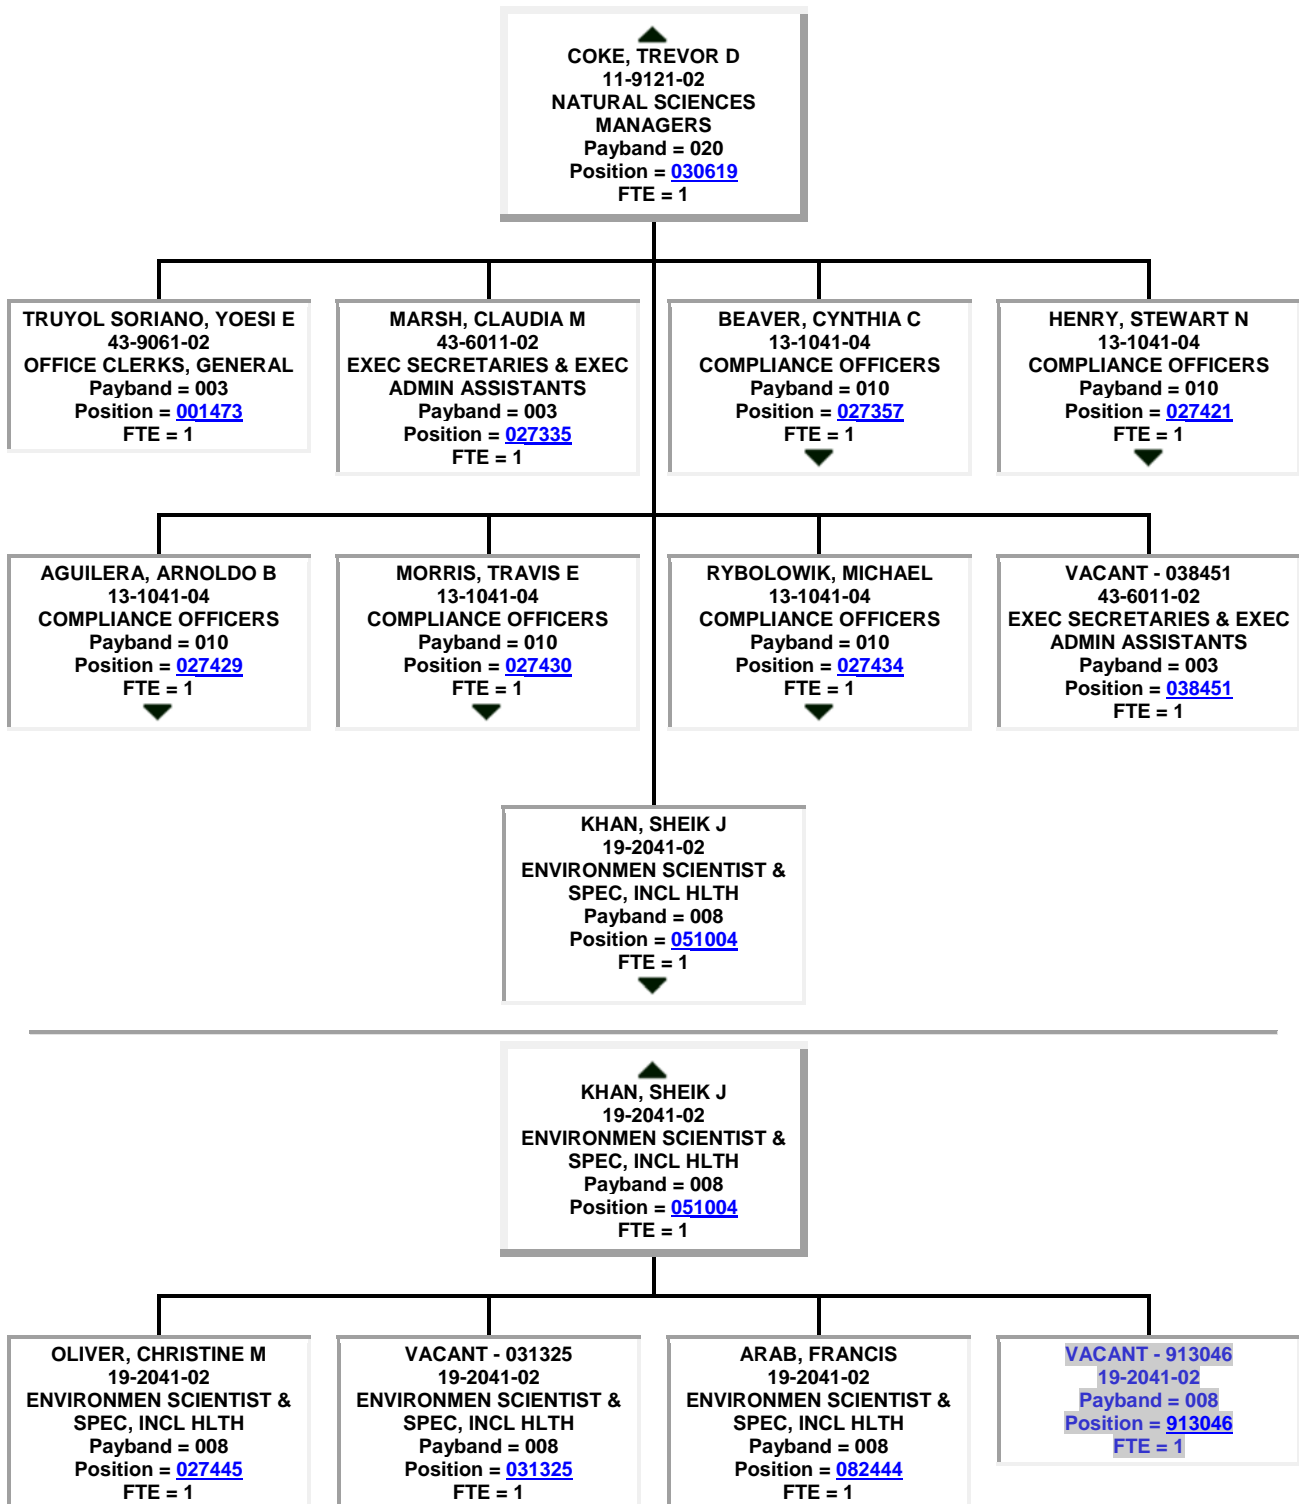 COKE, TREVOR D
11-9121-02
NATURAL SCIENCES
MANAGERS
Payband = 020
Position = 030619
FTE = 1
TRUYOL SORIANO, YOESI E
43-9061-02
OFFICE CLERKS, GENERAL
Payband = 003
Position = 001473
FTE = 1
MARSH, CLAUDIA M
43-6011-02
EXEC SECRETARIES & EXEC
ADMIN ASSISTANTS
Payband = 003
Position = 027335
FTE = 1
BEAVER, CYNTHIA C
13-1041-04
COMPLIANCE OFFICERS
Payband = 010
Position = 027357
FTE = 1
HENRY, STEWART N
13-1041-04
COMPLIANCE OFFICERS
Payband = 010
Position = 027421
FTE = 1
AGUILERA, ARNOLDO B
13-1041-04
COMPLIANCE OFFICERS
Payband = 010
Position = 027429
FTE = 1
MORRIS, TRAVIS E
13-1041-04
COMPLIANCE OFFICERS
Payband = 010
Position = 027430
FTE = 1
RYBOLOWIK, MICHAEL
13-1041-04
COMPLIANCE OFFICERS
Payband = 010
Position = 027434
FTE = 1
VACANT - 038451
43-6011-02
EXEC SECRETARIES & EXEC
ADMIN ASSISTANTS
Payband = 003
Position = 038451
FTE = 1
KHAN, SHEIK J
19-2041-02
ENVIRONMEN SCIENTIST &
SPEC, INCL HLTH
Payband = 008
Position = 051004
FTE = 1
KHAN, SHEIK J
19-2041-02
ENVIRONMEN SCIENTIST &
SPEC, INCL HLTH
Payband = 008
Position = 051004
FTE = 1
OLIVER, CHRISTINE M
19-2041-02
ENVIRONMEN SCIENTIST &
SPEC, INCL HLTH
Payband = 008
Position = 027445
FTE = 1
VACANT - 031325
19-2041-02
ENVIRONMEN SCIENTIST &
SPEC, INCL HLTH
Payband = 008
Position = 031325
FTE = 1
ARAB, FRANCIS
19-2041-02
ENVIRONMEN SCIENTIST &
SPEC, INCL HLTH
Payband = 008
Position = 082444
FTE = 1
VACANT - 913046
19-2041-02
Payband = 008
Position = 913046
FTE = 1